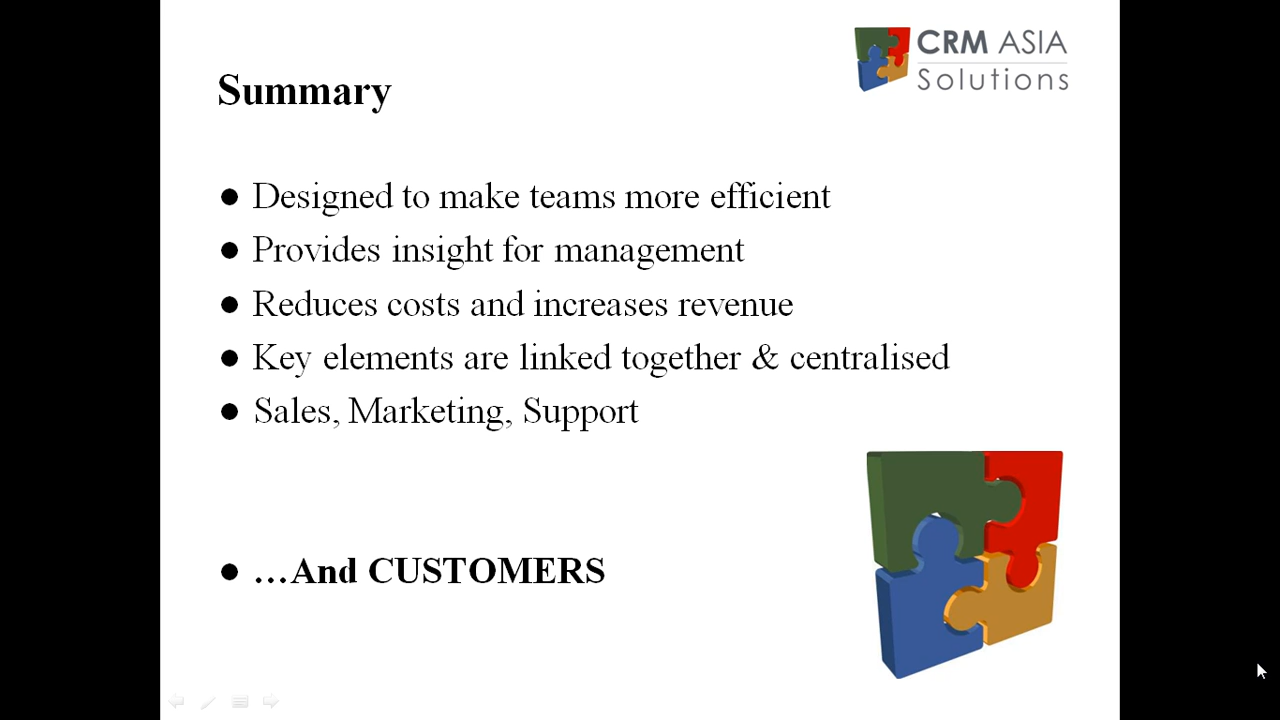 CRM ASIA
Solutions
Summary
● Designed to make teams more efficient
● Provides insight for management
● Reduces costs and increases revenue
● Key elements are linked together & centralised
● Sales, Marketing, Support
● …And CUSTOMERS